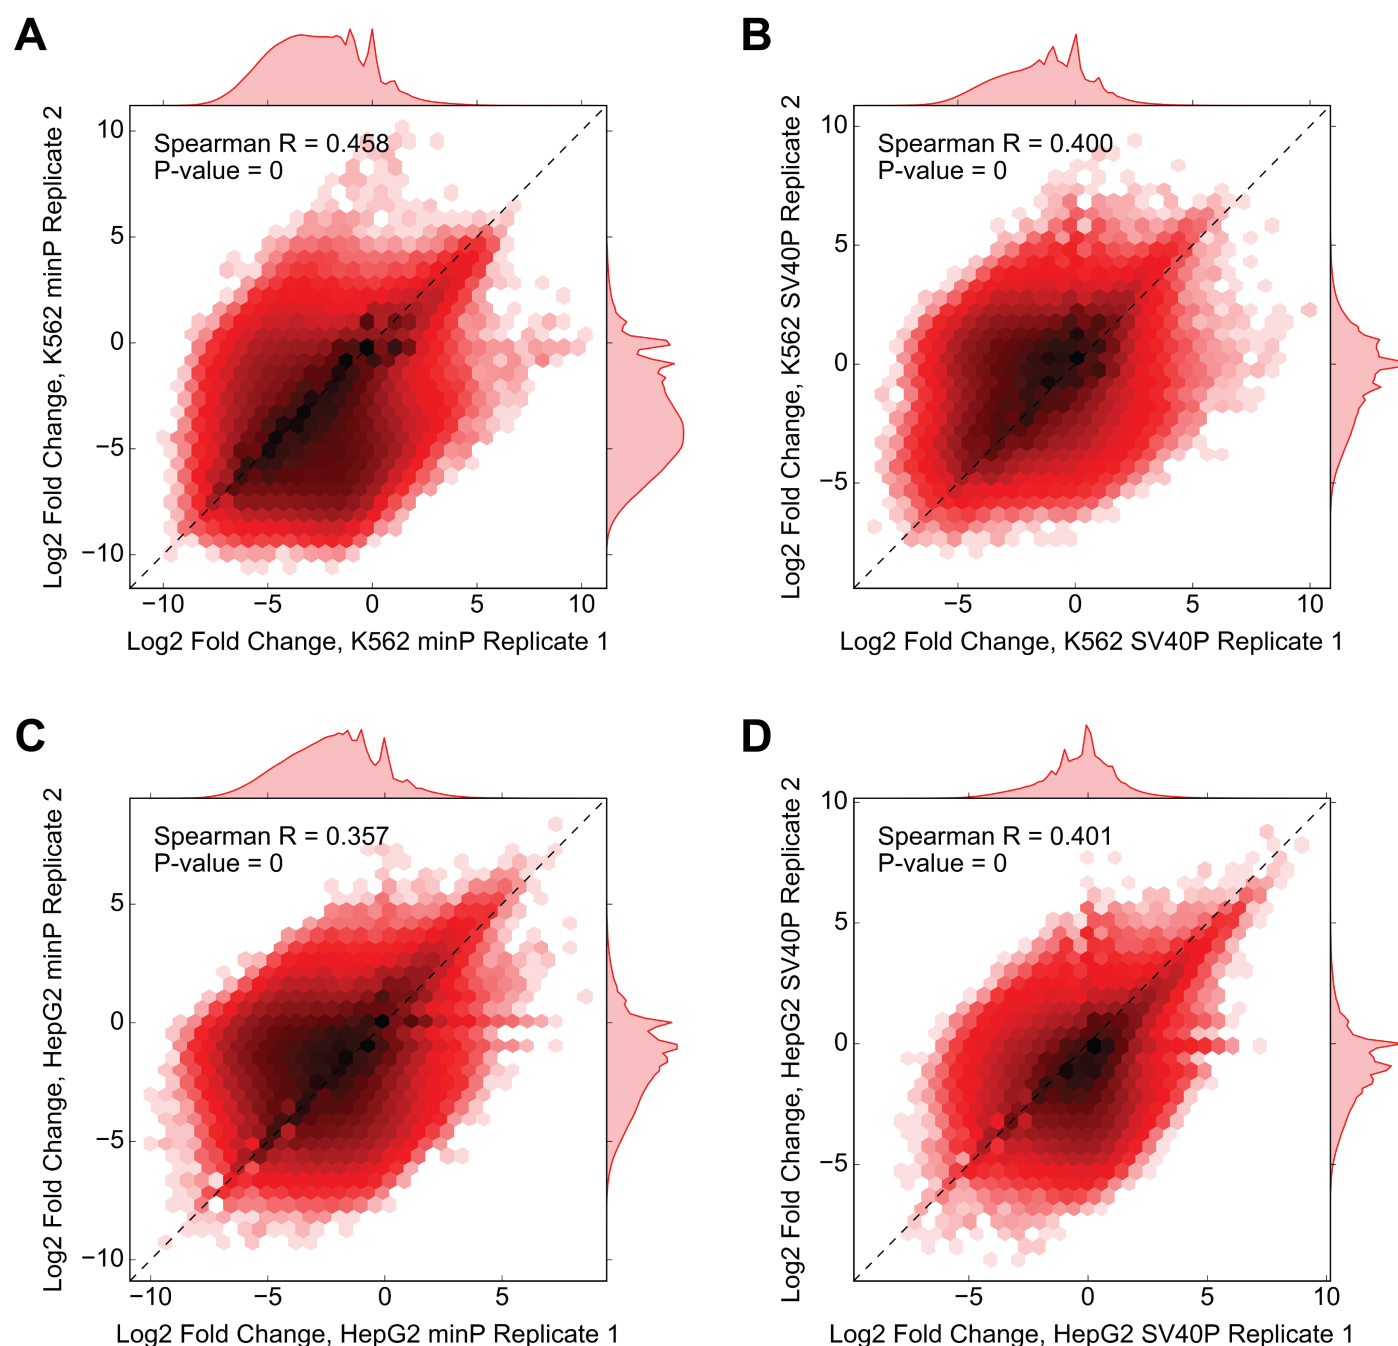 A
Spearman R = 0.458
P-value = 0
Log2 Fold Change, K562 minP Replicate 2
10
5
0
−5
−10
−10 −5 0 5 10
Log2 Fold Change, K562 minP Replicate 1
B
Spearman R = 0.400
P-value = 0
Log2 Fold Change, K562 SV40P Replicate 2
10
5
0
−5
−5 0 5 10
Log2 Fold Change, K562 SV40P Replicate 1
C
Spearman R = 0.357
P-value = 0
Log2 Fold Change, HepG2 minP Replicate 2
5
0
−5
−10
−10 −5 0 5
Log2 Fold Change, HepG2 minP Replicate 1
D
Spearman R = 0.401
P-value = 0
Log2 Fold Change, HepG2 SV40P Replicate 2
10
5
0
−5
−5 0 5 10
Log2 Fold Change, HepG2 SV40P Replicate 1